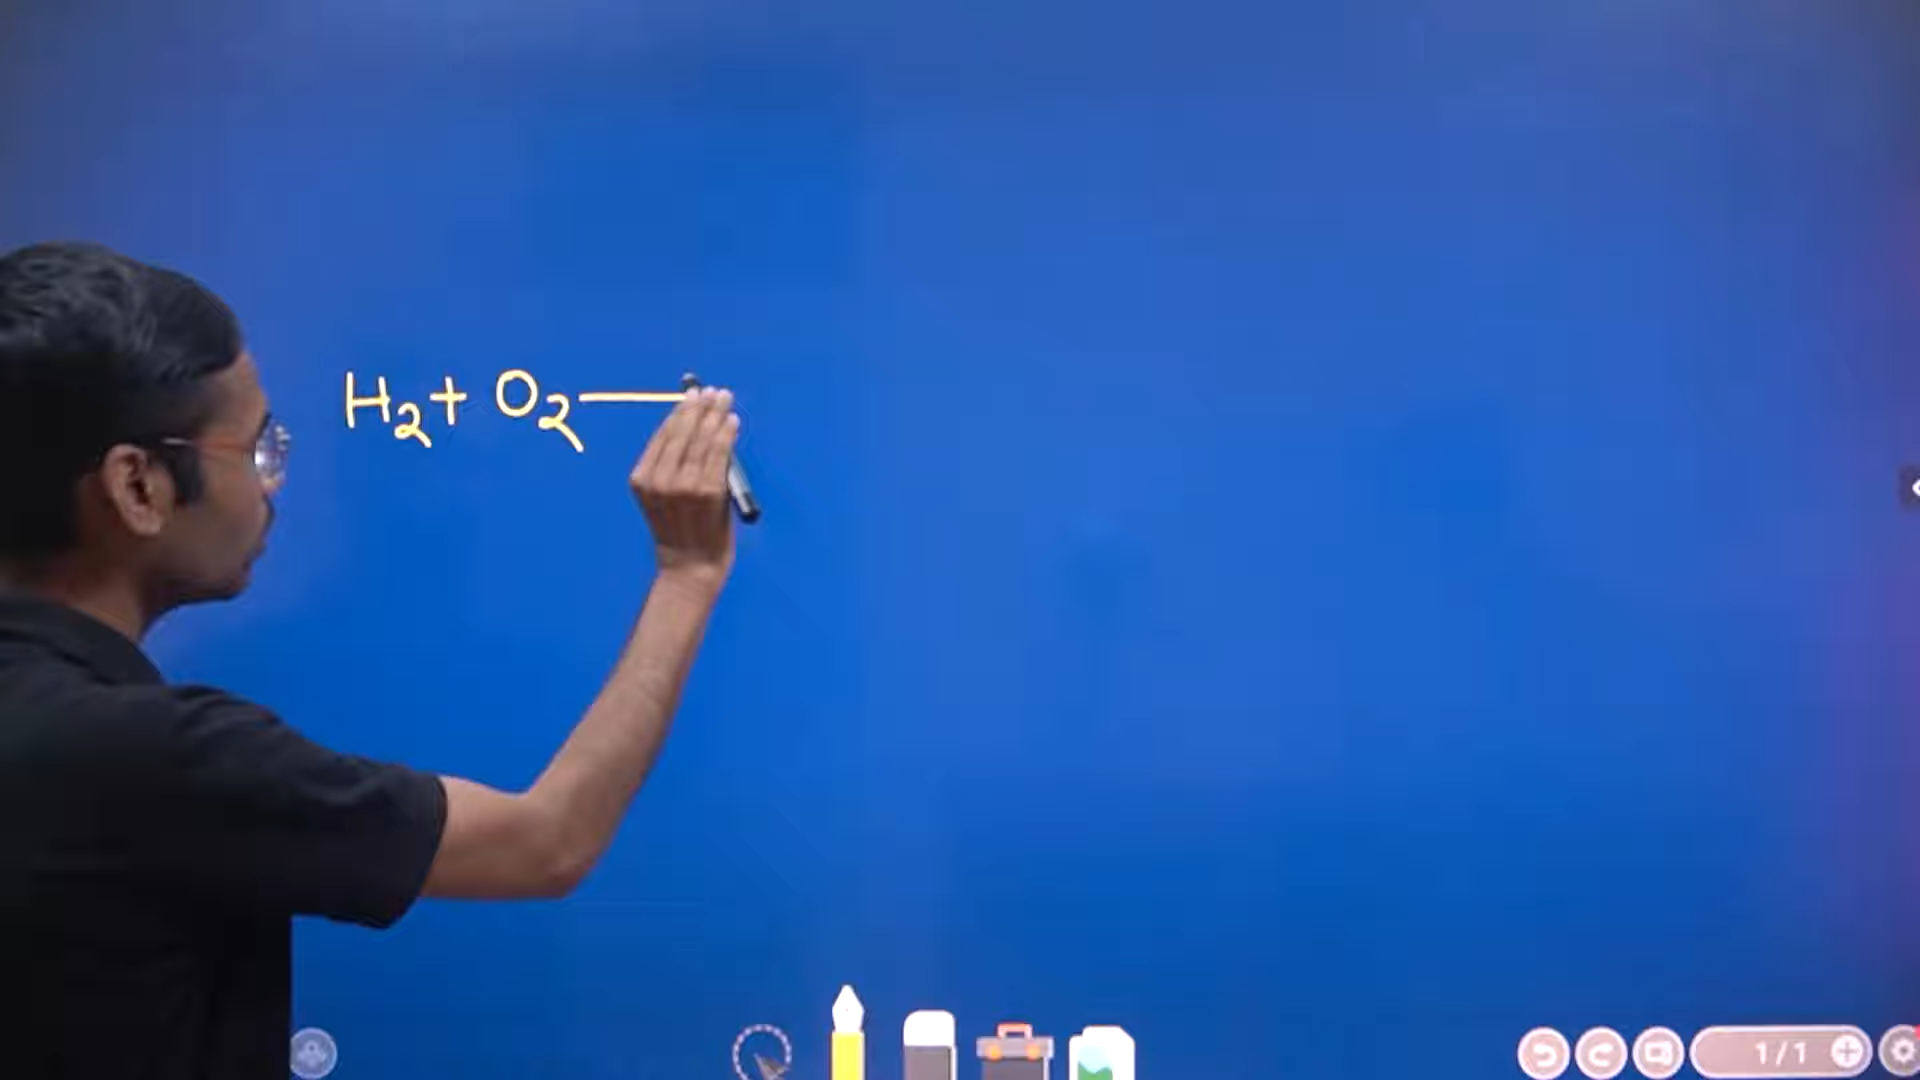 H₂ + O₂ —
1/1